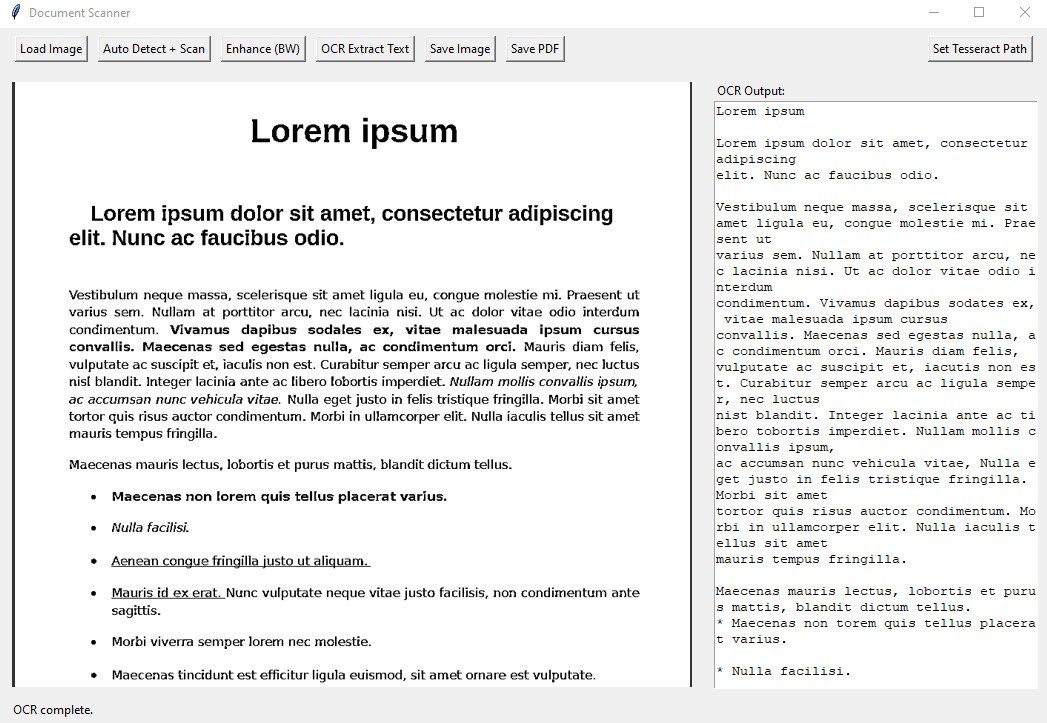 Document Scanner
Load Image
Auto Detect + Scan
Enhance (BW)
OCR Extract Text
Save Image
Save PDF
Set Tesseract Path
Lorem ipsum
Lorem ipsum dolor sit amet, consectetur adipiscing
elit. Nunc ac faucibus odio.
Vestibulum neque massa, scelerisque sit amet ligula eu, congue molestie mi. Praesent ut
varius sem. Nullam at porttitor arcu, nec lacinia nisi. Ut ac dolor vitae odio interdum
condimentum. Vivamus dapibus sodales ex, vitae malesuada ipsum cursus
convallis. Maecenas sed egestas nulla, ac condimentum orci. Mauris diam felis,
vulputate ac suscipit et, iaculis non est. Curabitur semper arcu ac ligula semper, nec luctus
nisl blandit. Integer lacinia ante ac libero lobortis imperdiet. Nullam mollis convallis ipsum,
ac accumsan nunc vehicula vitae. Nulla eget justo in felis tristique fringilla. Morbi sit amet
tortor quis risus auctor condimentum. Morbi in ullamcorper elit. Nulla iaculis tellus sit amet
mauris tempus fringilla.
Maecenas mauris lectus, lobortis et purus mattis, blandit dictum tellus.
• Maecenas non lorem quis tellus placerat varius.
• Nulla facilisi.
• Aenean congue fringilla justo ut aliquam.
• Mauris id ex erat. Nunc vulputate neque vitae justo facilisis, non condimentum ante
sagittis.
• Morbi viverra semper lorem nec molestie.
• Maecenas tincidunt est efficitur ligula euismod, sit amet ornare est vulputate.
OCR Output:
Lorem ipsum
Lorem ipsum dolor sit amet, consectetur
adipiscing
elit. Nunc ac faucibus odio.
Vestibulum neque massa, scelerisque sit
amet ligula eu, congue molestie mi. Prae
sent ut
varius sem. Nullam at porttitor arcu, ne
c lacinia nisi. Ut ac dolor vitae odio i
nterdum
condimentum. Vivamus dapibus sodates ex,
vitae malesuada ipsum cursus
convallis. Maecenas sed egestas nulla, a
c condimentum orci. Mauris diam felis,
vulputate ac suscipit et, iacutis non es
t. Curabitur semper arcu ac ligula sempe
r, nec luctus
nist blandit. Integer lacinia ante ac ti
bero tobortis imperdiet. Nullam mollis c
onvallis ipsum,
ac accumsan nunc vehicula vitae, Nulla e
get justo in felis tristique fringilla.
Morbi sit amet
tortor quis risus auctor condimentum. Mo
rbi in ullamcorper elit. Nulla iaculis t
ellus sit amet
mauris tempus fringilla.
Maecenas mauris lectus, lobortis et puru
s mattis, blandit dictum tellus.
* Maecenas non torem quis tellus placera
t varius.
* Nulla facilisi.
OCR complete.